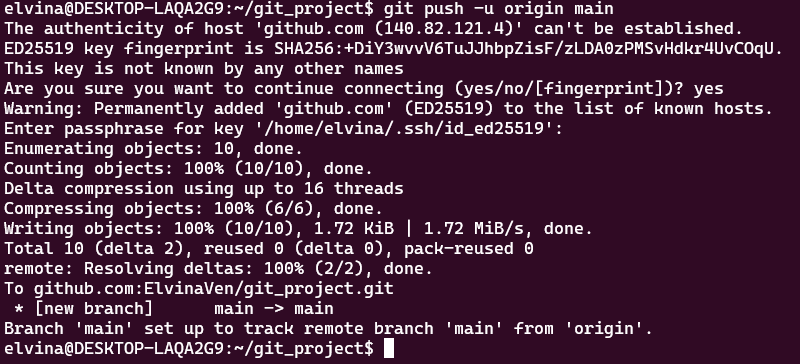 elvina@DESKTOP-LAQA2G9:~/git_project$ git push -u origin main
The authenticity of host 'github.com (140.82.121.4)' can't be established.
ED25519 key fingerprint is SHA256:+DiY3wvvV6TuJJhbpZisF/zLDA0zPMSvHdkr4UvCOqU.
This key is not known by any other names
Are you sure you want to continue connecting (yes/no/[fingerprint])? yes
Warning: Permanently added 'github.com' (ED25519) to the list of known hosts.
Enter passphrase for key '/home/elvina/.ssh/id_ed25519':
Enumerating objects: 10, done.
Counting objects: 100% (10/10), done.
Delta compression using up to 16 threads
Compressing objects: 100% (6/6), done.
Writing objects: 100% (10/10), 1.72 KiB | 1.72 MiB/s, done.
Total 10 (delta 2), reused 0 (delta 0), pack-reused 0
remote: Resolving deltas: 100% (2/2), done.
To github.com:ElvinaVen/git_project.git
 * [new branch]      main -> main
Branch 'main' set up to track remote branch 'main' from 'origin'.
elvina@DESKTOP-LAQA2G9:~/git_project$